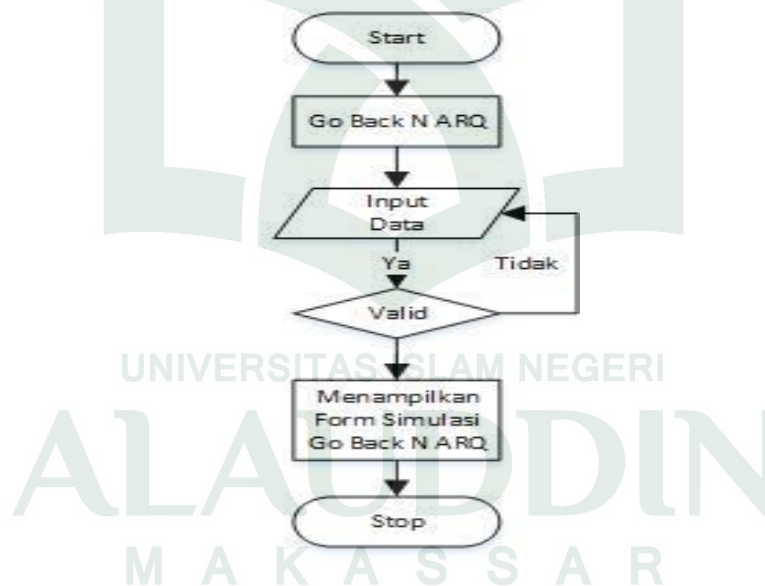 Start
Go Back N ARQ
Input
Data
Ya
Tidak
Valid
UNIVERSITAS ISLAM NEGERI
Menampilkan
Form Simulasi
Go Back N ARQ
ALAUDDIN
Stop
MAKASSAR